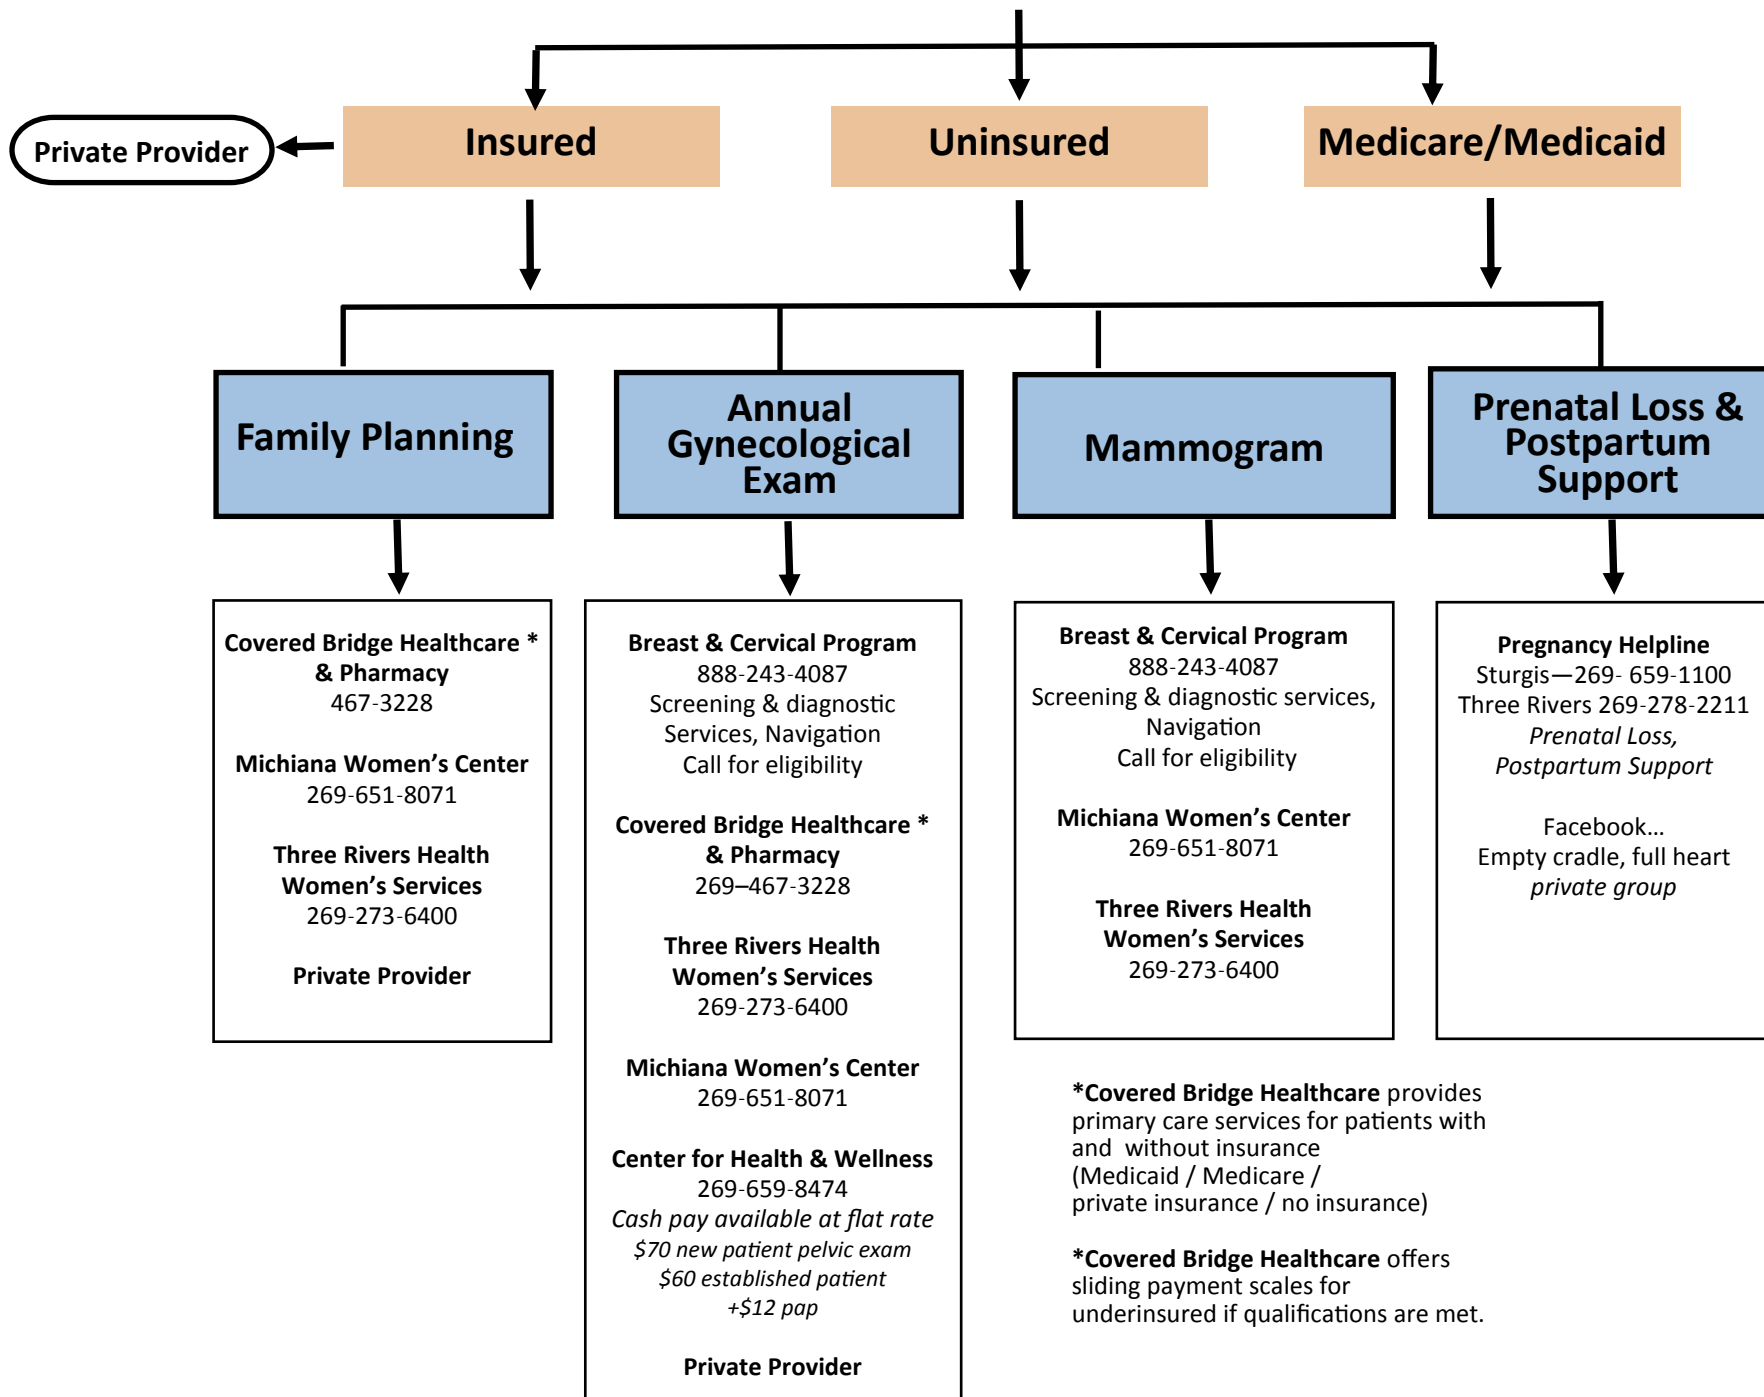 Private Provider
Insured
Uninsured
Medicare/Medicaid
Family Planning
Annual
Gynecological
Exam
Mammogram
Prenatal Loss &
Postpartum
Support
Covered Bridge Healthcare *
& Pharmacy
467-3228
Michiana Women’s Center
269-651-8071
Three Rivers Health
Women’s Services
269-273-6400
Private Provider
Breast & Cervical Program
888-243-4087
Screening & diagnostic
Services, Navigation
Call for eligibility
Covered Bridge Healthcare *
& Pharmacy
269–467-3228
Three Rivers Health
Women’s Services
269-273-6400
Michiana Women’s Center
269-651-8071
Center for Health & Wellness
269-659-8474
Cash pay available at flat rate
$70 new patient pelvic exam
$60 established patient
+$12 pap
Private Provider
Breast & Cervical Program
888-243-4087
Screening & diagnostic services,
Navigation
Call for eligibility
Michiana Women’s Center
269-651-8071
Three Rivers Health
Women’s Services
269-273-6400
Pregnancy Helpline
Sturgis—269- 659-1100
Three Rivers 269-278-2211
Prenatal Loss,
Postpartum Support
Facebook…
Empty cradle, full heart
private group
*Covered Bridge Healthcare provides
primary care services for patients with
and  without insurance
(Medicaid / Medicare /
private insurance / no insurance)
*Covered Bridge Healthcare offers
sliding payment scales for
underinsured if qualifications are met.